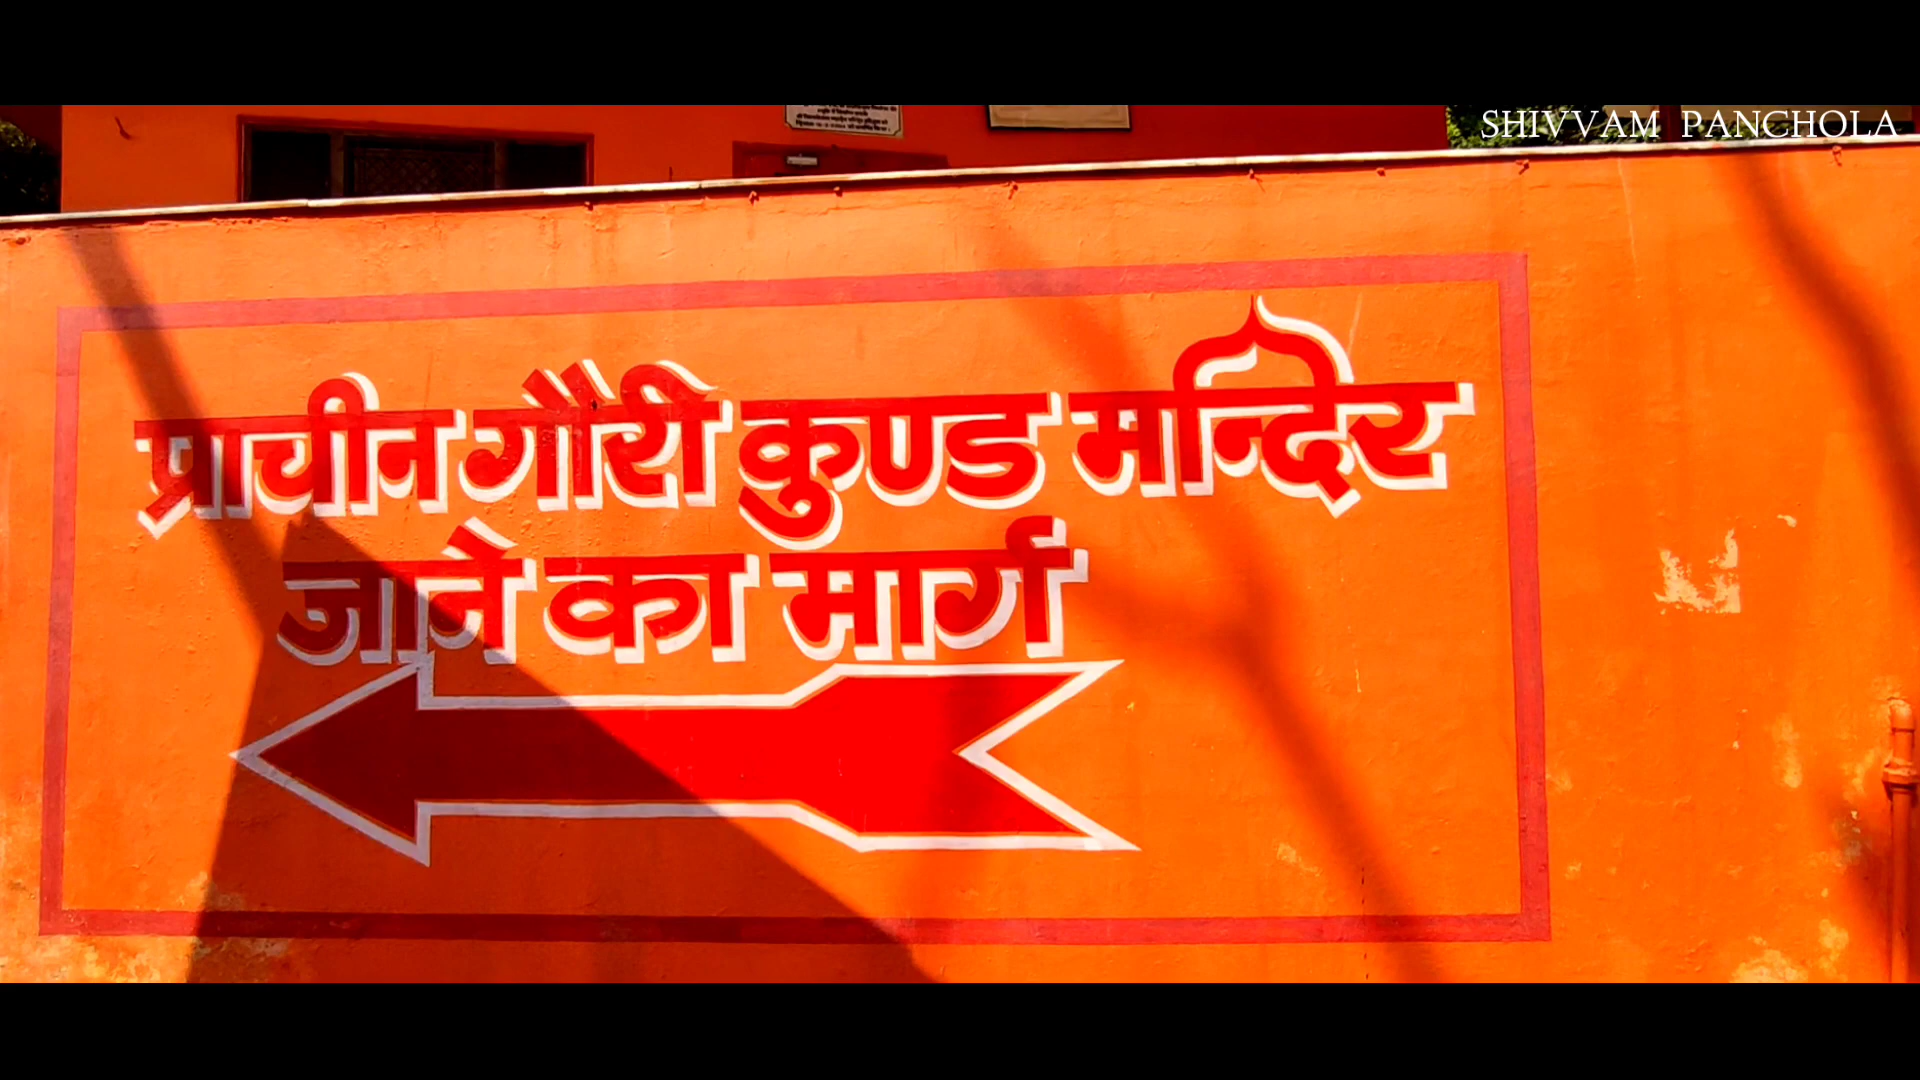 SHIVVAM PANCHOLA
प्राचीन गौरी कुण्ड मन्दिर
जाने का मार्ग